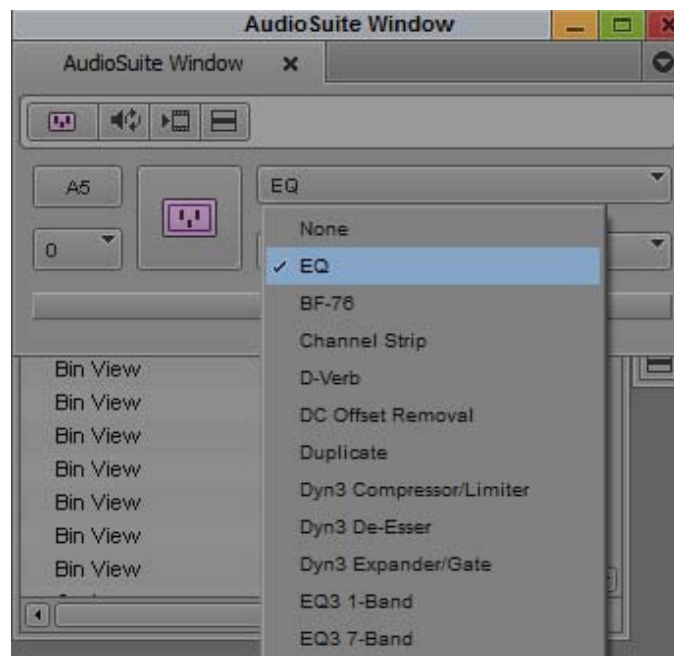 AudioSuite Window
AudioSuite Window
A5
EQ
0
None
✓ EQ
BF-76
Channel Strip
D-Verb
DC Offset Removal
Duplicate
Dyn3 Compressor/Limiter
Dyn3 De-Esser
Dyn3 Expander/Gate
EQ3 1-Band
EQ3 7-Band
Bin View
Bin View
Bin View
Bin View
Bin View
Bin View
Bin View